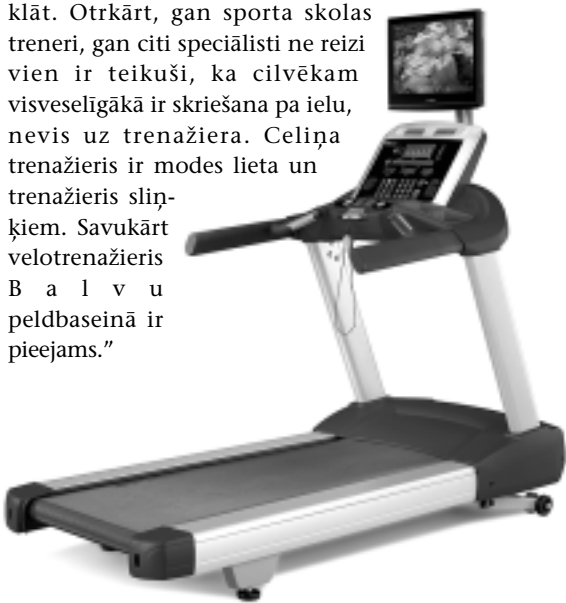 klāt. Otrkārt, gan sporta skolas
treneri, gan citi speciālisti ne reizi
vien ir teikuši, ka cilvēkam
visveselīgākā ir skriešana pa ielu,
nevis uz trenažiera. Celiņa
trenažieris ir modes lieta un
trenažieris sliņ-
ķiem. Savukārt
velotrenažieris
Balvu
peldbaseinā ir
pieejams.”